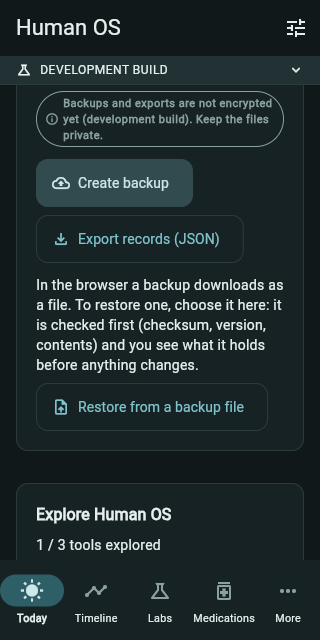 Human OS
DEVELOPMENT BUILD
Backups and exports are not encrypted
yet (development build). Keep the files
private.
Create backup
Export records (JSON)
In the browser a backup downloads as
a file. To restore one, choose it here: it
is checked first (checksum, version,
contents) and you see what it holds
before anything changes.
Restore from a backup file
Explore Human OS
1 / 3 tools explored
Today
Timeline
Labs
Medications
More